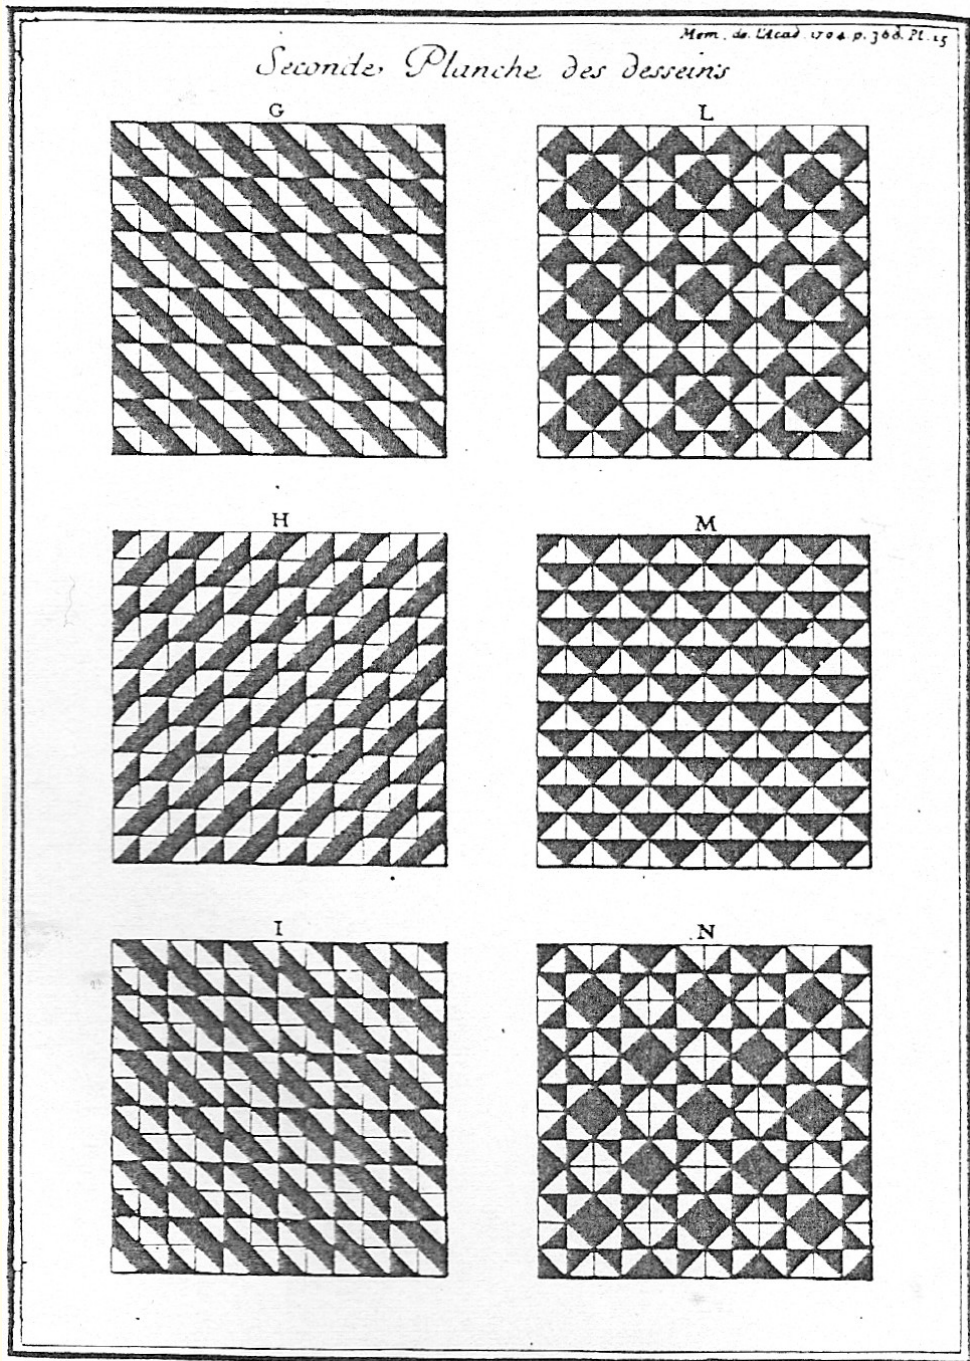 Mem. de l'Acad. 1704 p. 368. Pl. 15
Seconde Planche des desseins
G
L
H
M
I
N